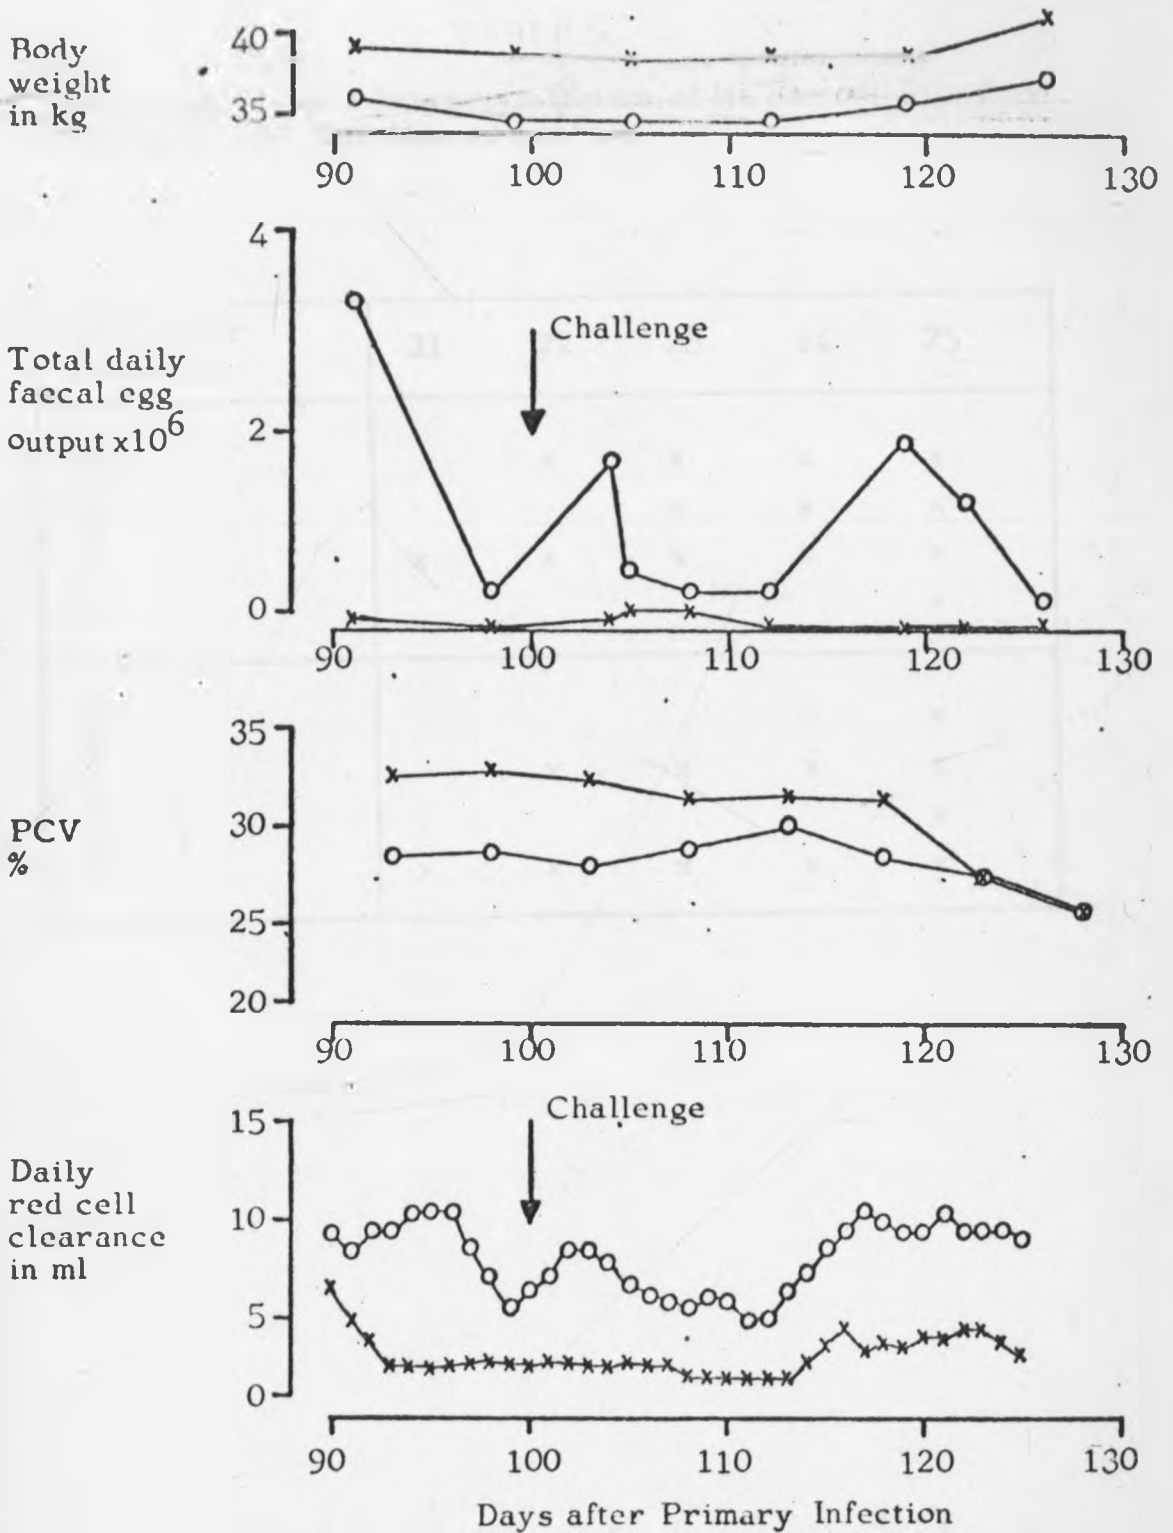 Body
weight
in kg
40
35
90 100 110 120 130
Total daily
faecal egg
output x10^6
4
2
0
Challenge
90 100 110 120 130
PCV
%
35
30
25
20
90 100 110 120 130
Daily
red cell
clearance
in ml
15
10
5
0
Challenge
90 100 110 120 130
Days after Primary Infection
21
24
25